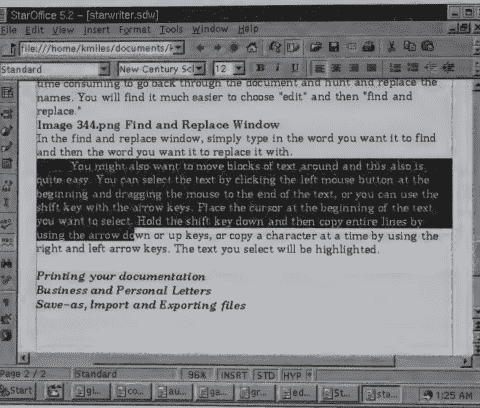 StarOffice 5.2 - [starwriter.sdw]
File Edit View Insert Format Tools Window Help
file:///home/kmiles/documents/
Standard New Century Scl 12 B i U
time consuming to go back through the document and hunt and replace the
names. You will find it much easier to choose "edit" and then "find and
replace."
Image 344.png Find and Replace Window
In the find and replace window, simply type in the word you want it to find
and then the word you want it to replace it with.
You might also want to move blocks of text around and this also is
quite easy. You can select the text by clicking the left mouse button at the
beginning and dragging the mouse to the end of the text, or you can use the
shift key with the arrow keys. Place the cursor at the beginning of the text
you want to select. Hold the shift key down and then copy entire lines by
using the arrow down or up keys, or copy a character at a time by using the
right and left arrow keys. The text you select will be highlighted.
Printing your documentation
Business and Personal Letters
Save-as, Import and Exporting files
Page 2 / 2 Standard 96% INSRT STD HYP *
Start gi... co... au... ga... gr... ed... St... sta... 1:25 AM